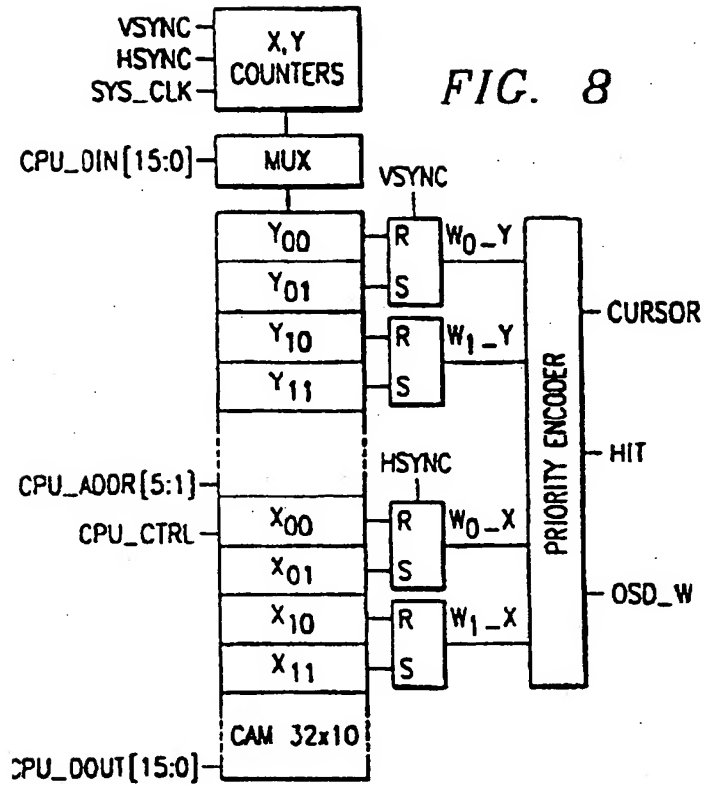 VSYNC
HSYNC
SYS_CLK
X,Y
COUNTERS
FIG. 8
CPU_DIN[15:0]
MUX
VSYNC
Y00
R
W0_Y
Y01
S
CURSOR
Y10
R
W1_Y
Y11
S
PRIORITY ENCODER
HIT
HSYNC
CPU_ADDR[5:1]
X00
R
W0_X
CPU_CTRL
X01
S
OSD_W
X10
R
W1_X
X11
S
CAM 32x10
CPU_DOUT[15:0]